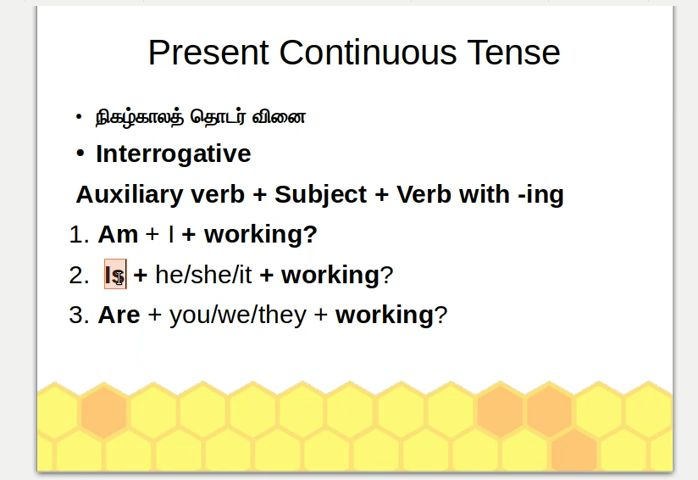 Present Continuous Tense
• நிகழ்காலத் தொடர் வினை
• Interrogative
Auxiliary verb + Subject + Verb with -ing
1. Am + I + working?
2. Is + he/she/it + working?
3. Are + you/we/they + working?